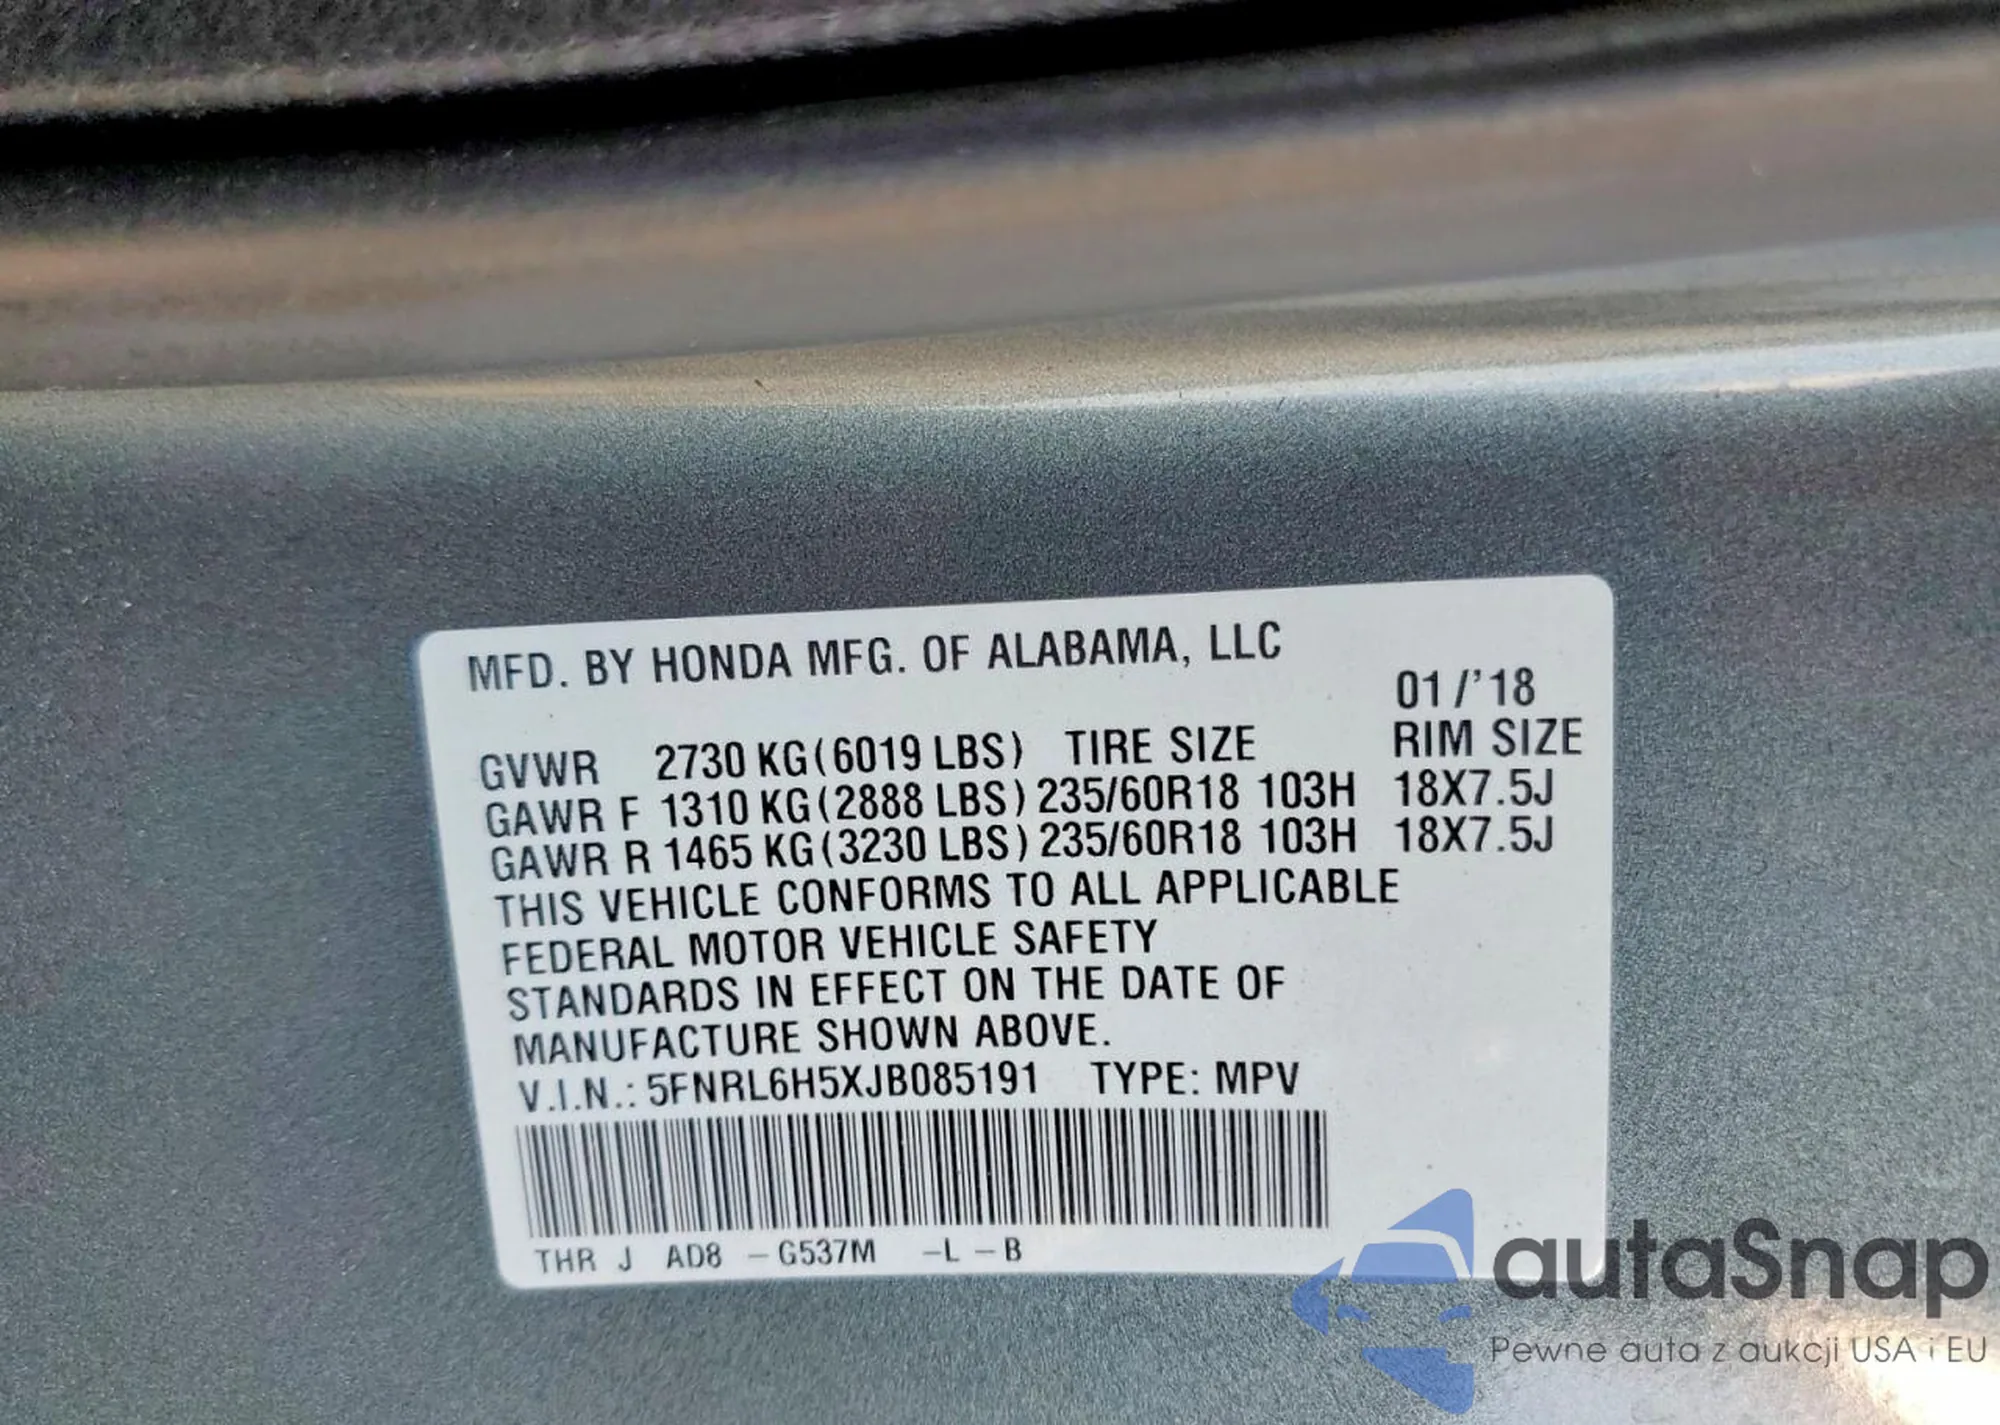 MFD. BY HONDA MFG. OF ALABAMA, LLC
01/'18
GVWR 2730 KG(6019 LBS) TIRE SIZE RIM SIZE
GAWR F 1310 KG(2888 LBS) 235/60R18 103H 18X7.5J
GAWR R 1465 KG(3230 LBS) 235/60R18 103H 18X7.5J
THIS VEHICLE CONFORMS TO ALL APPLICABLE
FEDERAL MOTOR VEHICLE SAFETY
STANDARDS IN EFFECT ON THE DATE OF
MANUFACTURE SHOWN ABOVE.
V.I.N.: 5FNRL6H5XJB085191 TYPE: MPV
THR J AD8 -G537M -L -B
autaSnap
Pewne auta z aukcji USA i EU